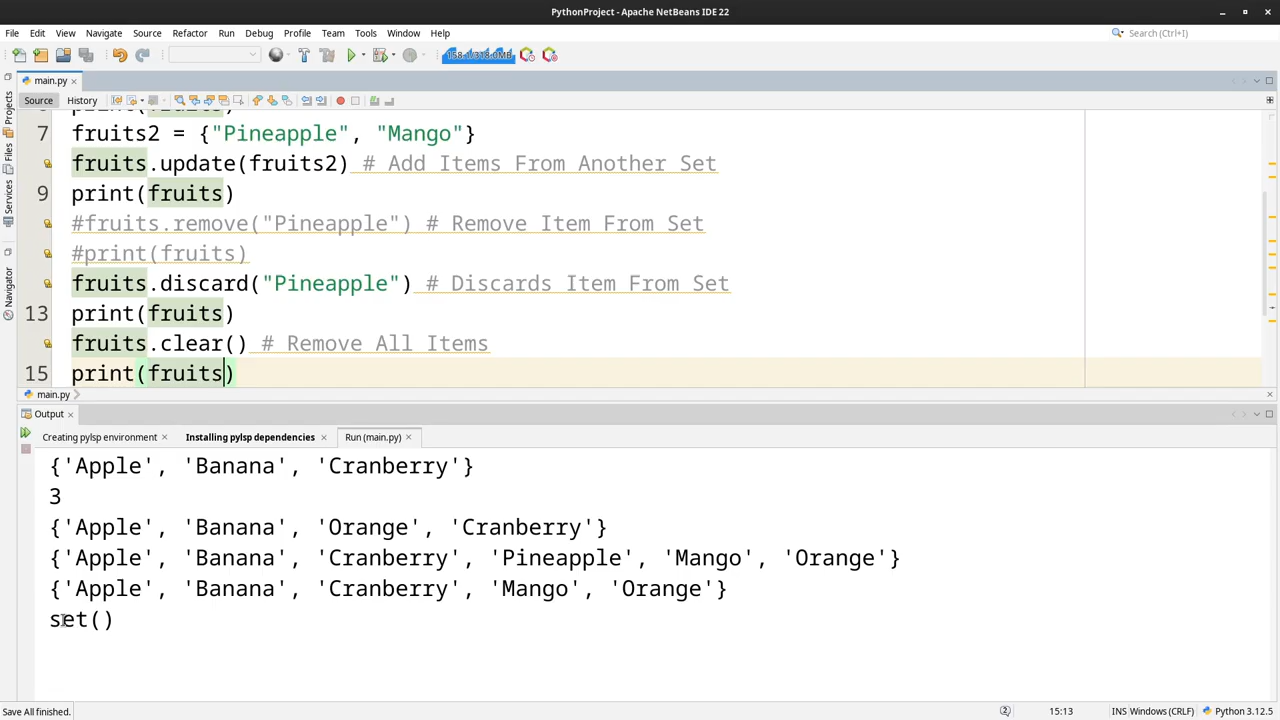 PythonProject - Apache NetBeans IDE 22
File Edit View Navigate Source Refactor Run Debug Profile Team Tools Window Help
Search (Ctrl+I)
main.py
Source History
Projects
Files
Services
Navigator
7 fruits2 = {"Pineapple", "Mango"}
fruits.update(fruits2) # Add Items From Another Set
9 print(fruits)
#fruits.remove("Pineapple") # Remove Item From Set
#print(fruits)
fruits.discard("Pineapple") # Discards Item From Set
13 print(fruits)
fruits.clear() # Remove All Items
15 print(fruits)
main.py
Output
Creating pylsp environment Installing pylsp dependencies Run (main.py)
{'Apple', 'Banana', 'Cranberry'}
3
{'Apple', 'Banana', 'Orange', 'Cranberry'}
{'Apple', 'Banana', 'Cranberry', 'Pineapple', 'Mango', 'Orange'}
{'Apple', 'Banana', 'Cranberry', 'Mango', 'Orange'}
set()
Save All finished. 2 15:13 INS Windows (CRLF) Python 3.12.5